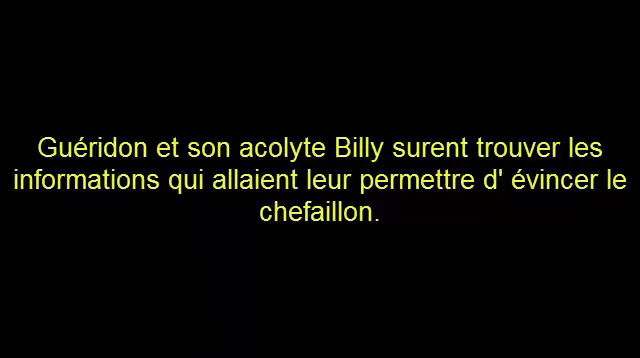 Guéridon et son acolyte Billy surent trouver les
informations qui allaient leur permettre d' évincer le
chefaillon.